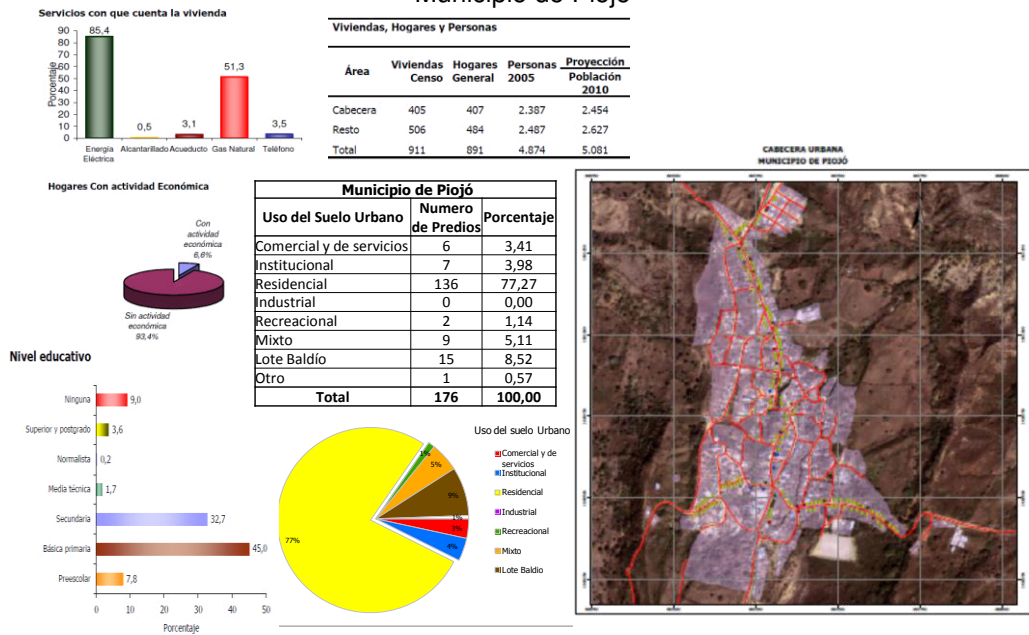 Municipio de Piojó
Servicios con que cuenta la vivienda
Porcentaje
90
80
70
60
50
40
30
20
10
0
85,4
0,5
3,1
51,3
3,5
Energía Eléctrica
Alcantarillado
Acueducto
Gas Natural
Teléfono
Viviendas, Hogares y Personas
Área Viviendas Censo Hogares General Personas 2005 Proyección Población 2010
Cabecera 405 407 2.387 2.454
Resto 506 484 2.487 2.627
Total 911 891 4.874 5.081
Hogares Con actividad Económica
Con actividad económica 6,6%
Sin actividad económica 93,4%
Municipio de Piojó
Uso del Suelo Urbano Numero de Predios Porcentaje
Comercial y de servicios 6 3,41
Institucional 7 3,98
Residencial 136 77,27
Industrial 0 0,00
Recreacional 2 1,14
Mixto 9 5,11
Lote Baldío 15 8,52
Otro 1 0,57
Total 176 100,00
Nivel educativo
Ninguna 9,0
Superior y postgrado 3,6
Normalista 0,2
Media técnica 1,7
Secundaria 32,7
Básica primaria 45,0
Preescolar 7,8
0 10 20 30 40 50
Porcentaje
Uso del suelo Urbano
1%
5%
9%
1%
3%
4%
77%
Comercial y de servicios
Institucional
Residencial
Industrial
Recreacional
Mixto
Lote Baldio
CABECERA URBANA
MUNICIPIO DE PIOJÓ